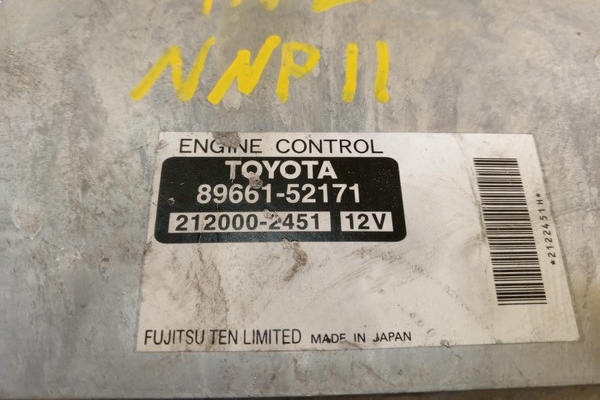 NNP11
ENGINE CONTROL
TOYOTA
89661-52171
212000-2451 12V
*2122451H*
FUJITSU TEN LIMITED MADE IN JAPAN